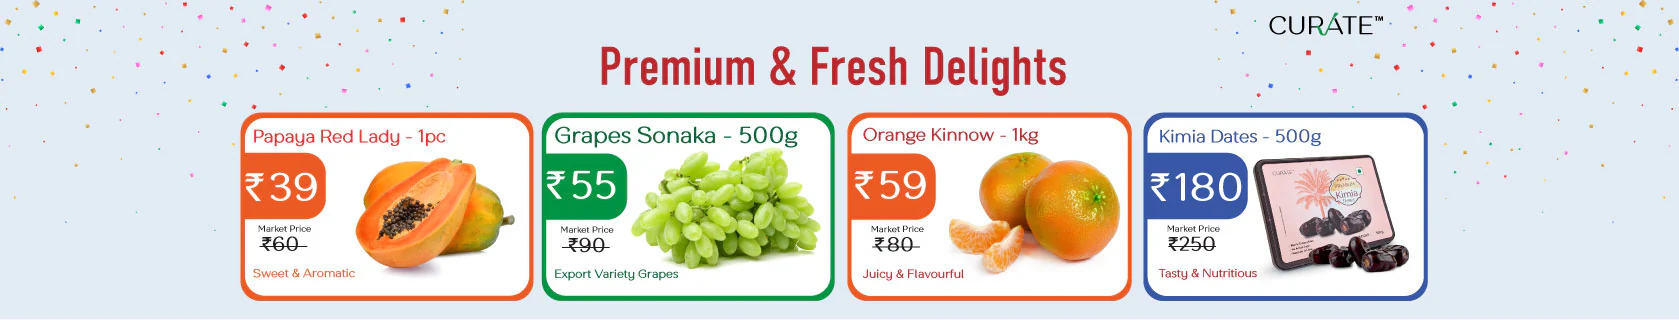 CURATE™
Premium & Fresh Delights
Papaya Red Lady - 1pc
₹39
Market Price
₹60
Sweet & Aromatic
Grapes Sonaka - 500g
₹55
Market Price
₹90
Export Variety Grapes
Orange Kinnow - 1kg
₹59
Market Price
₹80
Juicy & Flavourful
Kimia Dates - 500g
₹180
Market Price
₹250
Tasty & Nutritious
CURATE
Kimia